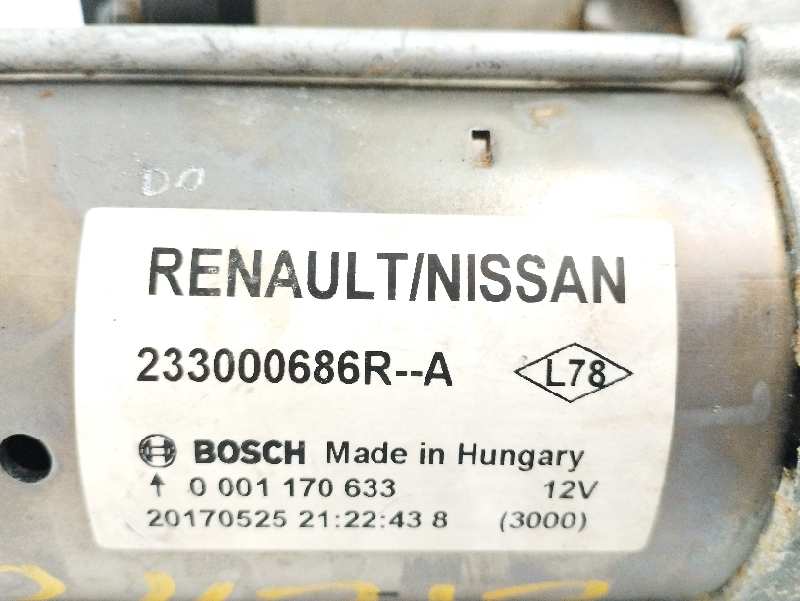 DO
RENAULT/NISSAN
233000686R--A L78
BOSCH Made in Hungary
↑ 0 001 170 633 12V
20170525 21:22:43 8 (3000)